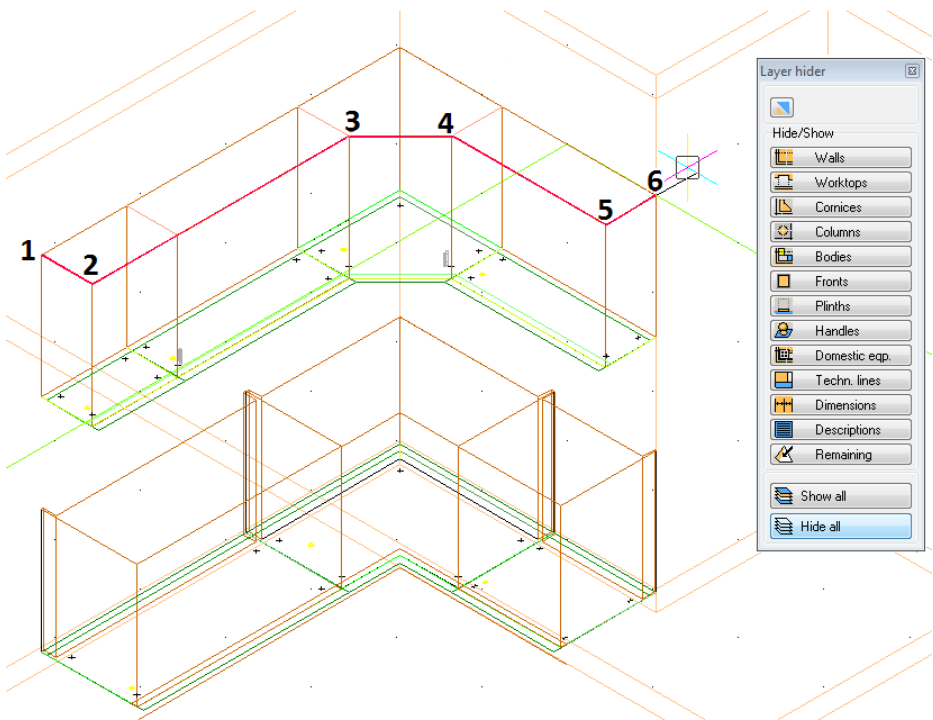 1
2
3
4
5
6
Layer hider
Hide/Show
Walls
Worktops
Cornices
Columns
Bodies
Fronts
Plinths
Handles
Domestic eqp.
Techn. lines
Dimensions
Descriptions
Remaining
Show all
Hide all